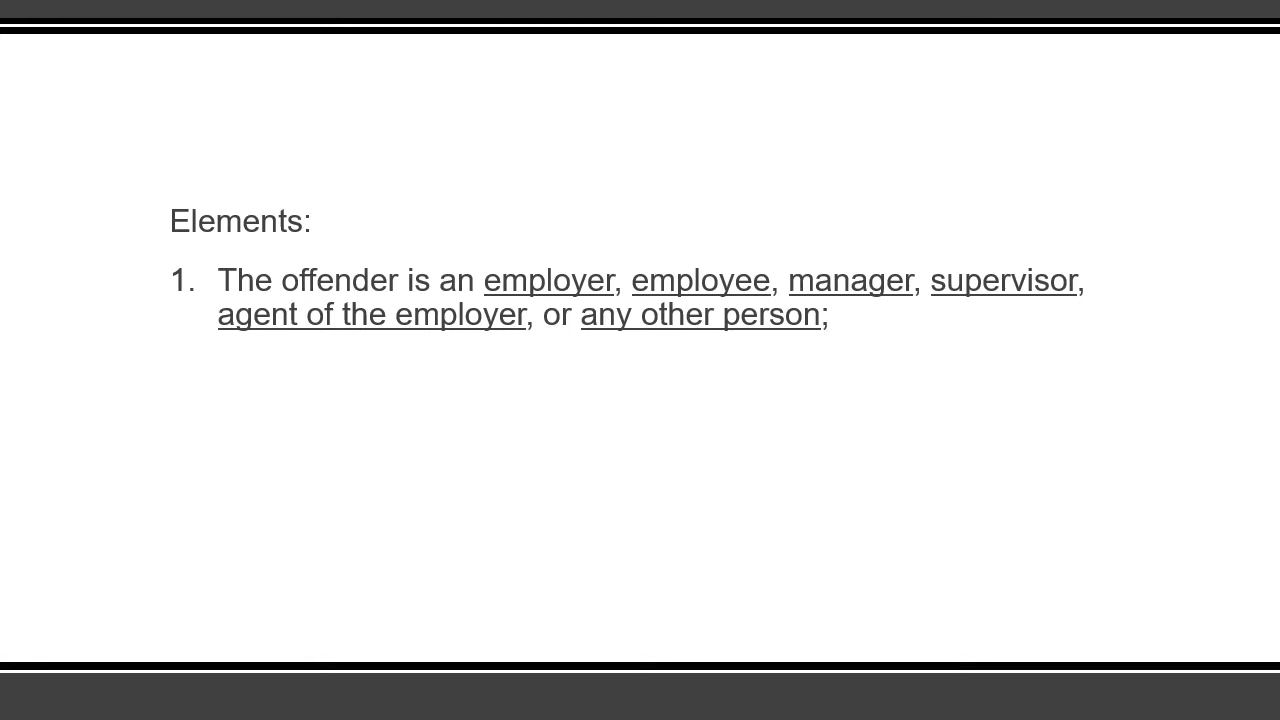 Elements:
1. The offender is an employer, employee, manager, supervisor,
agent of the employer, or any other person;